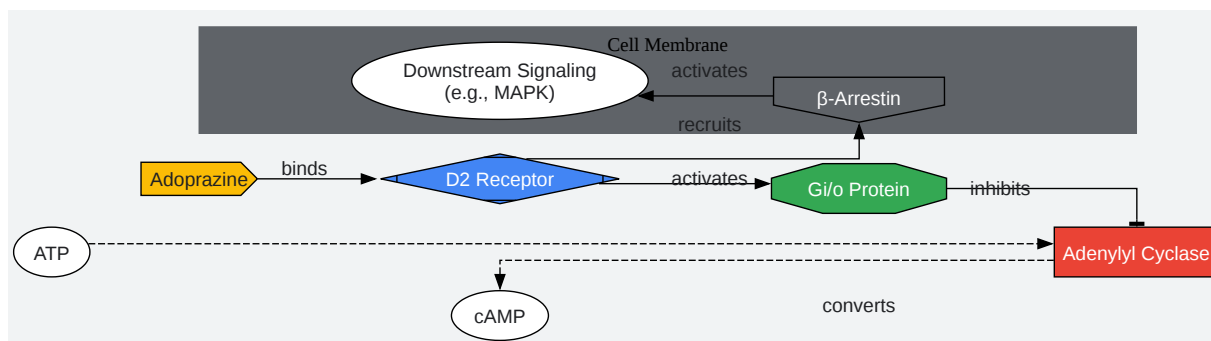 Cell Membrane
Downstream Signaling
(e.g., MAPK)
activates
β-Arrestin
recruits
Adoprazine
binds
D2 Receptor
activates
Gi/o Protein
inhibits
ATP
Adenylyl Cyclase
cAMP
converts